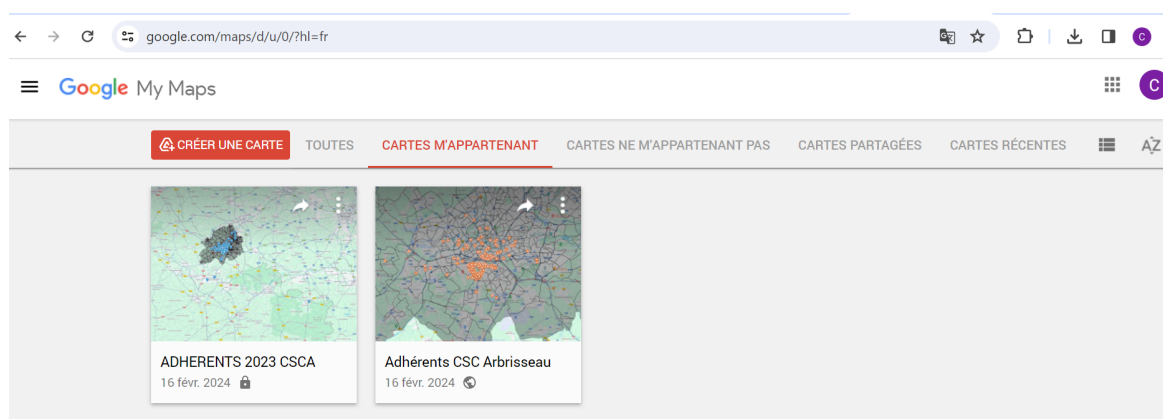 google.com/maps/d/u/0/?hl=fr
C
Google My Maps
C
CRÉER UNE CARTE TOUTES CARTES M'APPARTENANT CARTES NE M'APPARTENANT PAS CARTES PARTAGÉES CARTES RÉCENTES AZ
ADHERENTS 2023 CSCA
16 févr. 2024
Adhérents CSC Arbrisseau
16 févr. 2024